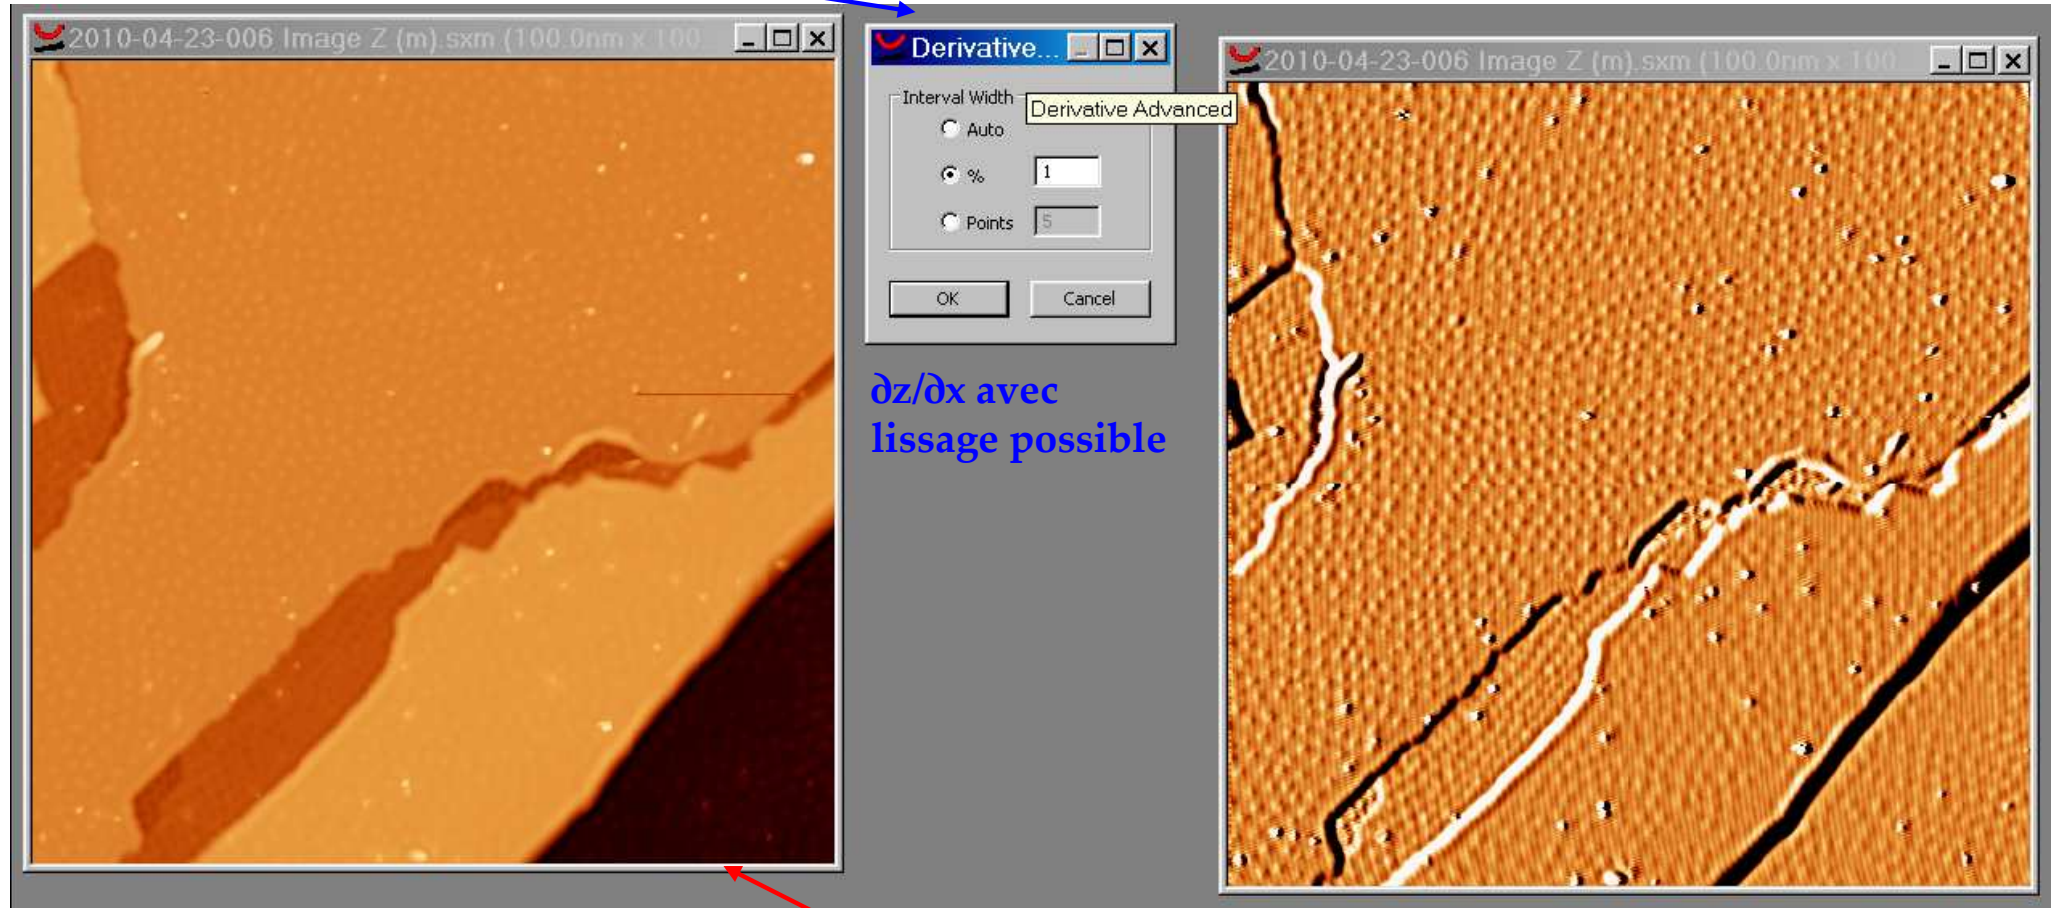 2010-04-23-006 Image Z (m).sxm (100.0nm x 100
Derivative...
Interval Width
Derivative Advanced
Auto
%
1
Points
5
OK
Cancel
∂z/∂x avec
lissage possible
2010-04-23-006 Image Z (m).sxm (100.0nm x 100